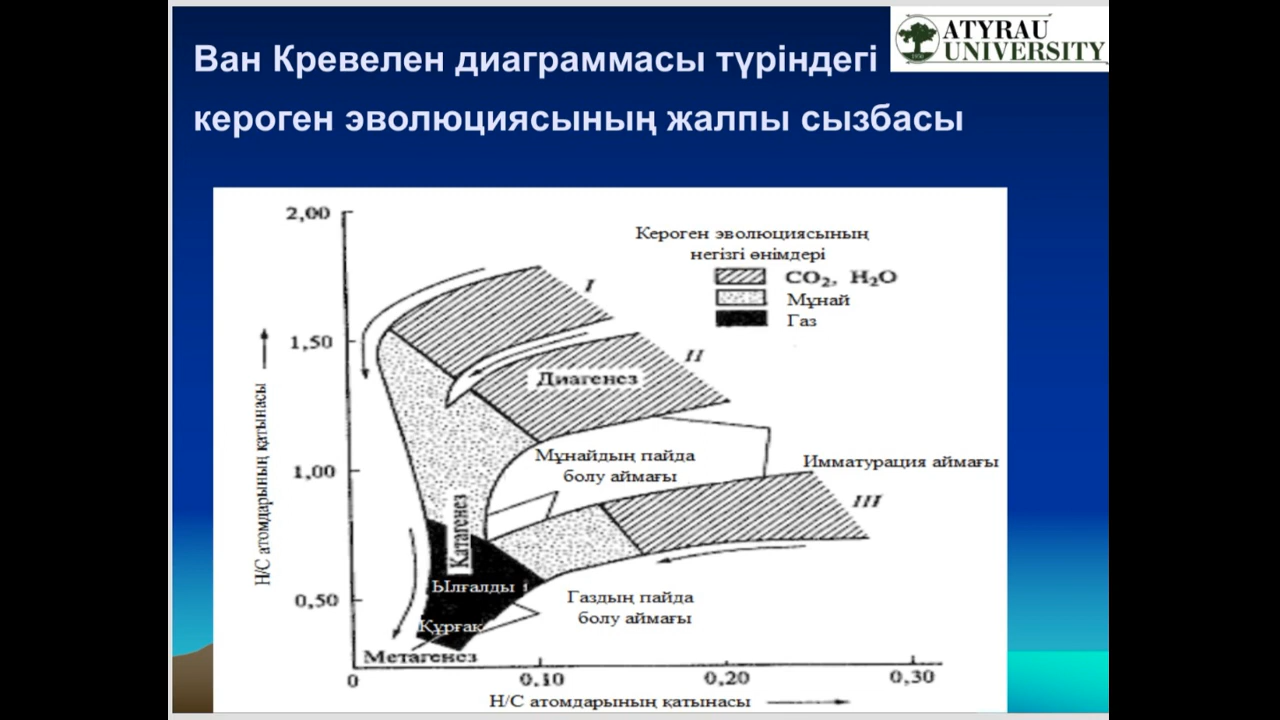 Ван Кревелен диаграммасы түріндегі
кероген эволюциясының жалпы сызбасы
ATYRAU
UNIVERSITY
Кероген эволюциясының
негізгі өнімдері
CO₂, H₂O
Мұнай
Газ
2,00
1,50
1,00
0,50
Н/С атомдарының қатынасы
I
II
III
Диагенез
Мұнайдың пайда
болу аймағы
Имматурация аймағы
Катагенез
Ылғалды
Құрғақ
Газдың пайда
болу аймағы
Метагенез
0
0,10
0,20
0,30
Н/С атомдарының қатынасы